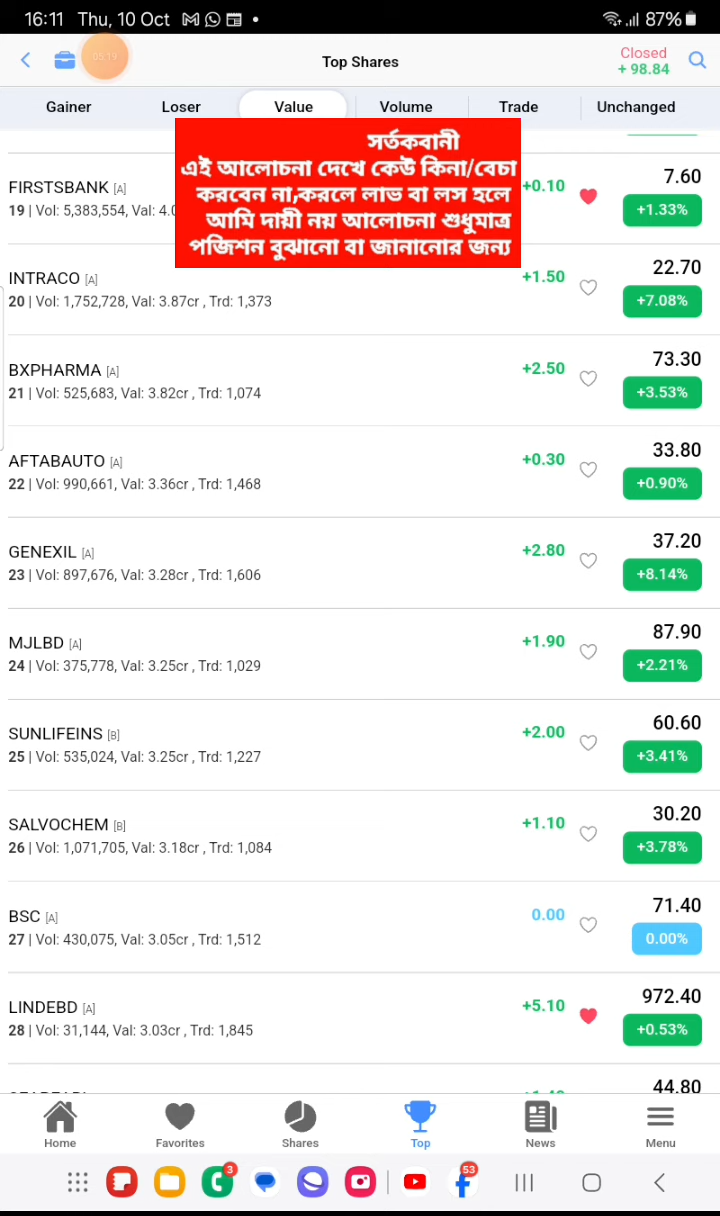 16:11 Thu, 10 Oct
87%
05:19
Top Shares
Closed
+ 98.84
Gainer Loser Value Volume Trade Unchanged
সর্তকবানী
এই আলোচনা দেখে কেউ কিনা/বেচা
করবেন না,করলে লাভ বা লস হলে
আমি দায়ী নয় আলোচনা শুধুমাত্র
পজিশন বুঝানো বা জানানোর জন্য
FIRSTSBANK [A] +0.10 7.60
19 | Vol: 5,383,554, Val: 4.0 +1.33%
INTRACO [A] +1.50 22.70
20 | Vol: 1,752,728, Val: 3.87cr , Trd: 1,373 +7.08%
BXPHARMA [A] +2.50 73.30
21 | Vol: 525,683, Val: 3.82cr , Trd: 1,074 +3.53%
AFTABAUTO [A] +0.30 33.80
22 | Vol: 990,661, Val: 3.36cr , Trd: 1,468 +0.90%
GENEXIL [A] +2.80 37.20
23 | Vol: 897,676, Val: 3.28cr , Trd: 1,606 +8.14%
MJLBD [A] +1.90 87.90
24 | Vol: 375,778, Val: 3.25cr , Trd: 1,029 +2.21%
SUNLIFEINS [B] +2.00 60.60
25 | Vol: 535,024, Val: 3.25cr , Trd: 1,227 +3.41%
SALVOCHEM [B] +1.10 30.20
26 | Vol: 1,071,705, Val: 3.18cr , Trd: 1,084 +3.78%
BSC [A] 0.00 71.40
27 | Vol: 430,075, Val: 3.05cr , Trd: 1,512 0.00%
LINDEBD [A] +5.10 972.40
28 | Vol: 31,144, Val: 3.03cr , Trd: 1,845 +0.53%
44.80
Home Favorites Shares Top News Menu
3 53